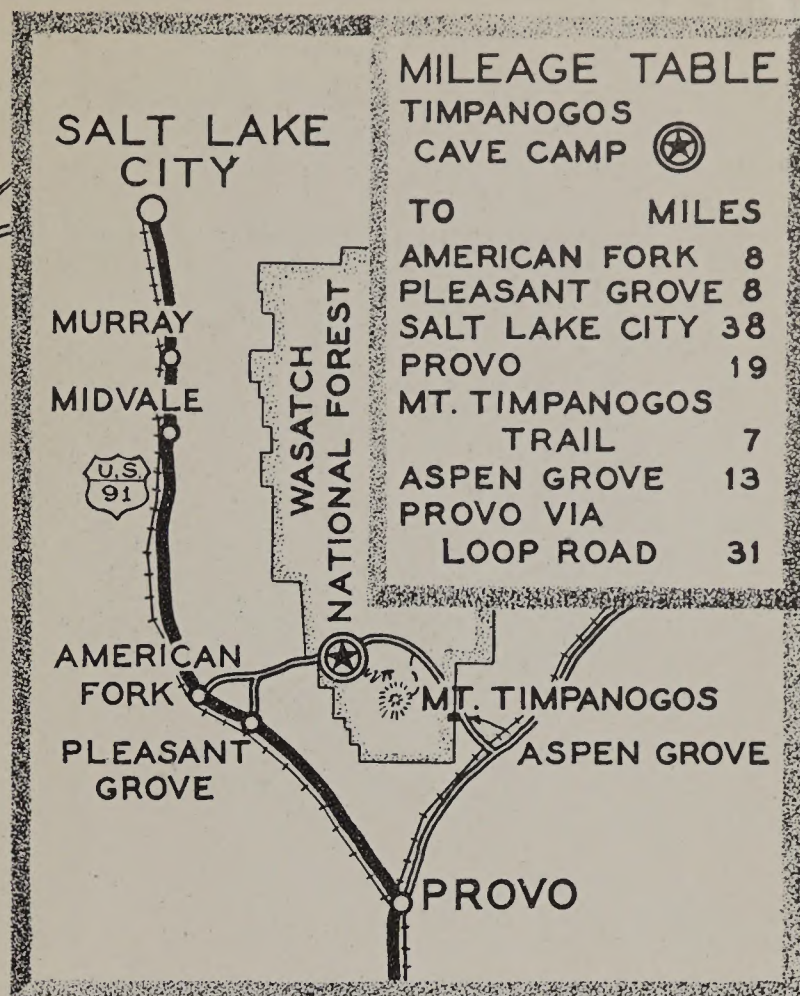 MILEAGE TABLE
TIMPANOGOS
CAVE CAMP
TO MILES
AMERICAN FORK 8
PLEASANT GROVE 8
SALT LAKE CITY 38
PROVO 19
MT. TIMPANOGOS
TRAIL 7
ASPEN GROVE 13
PROVO VIA
LOOP ROAD 31
SALT LAKE
CITY
MURRAY
MIDVALE
U.S.
91
WASATCH
NATIONAL FOREST
AMERICAN
FORK
MT. TIMPANOGOS
PLEASANT
GROVE
ASPEN GROVE
PROVO